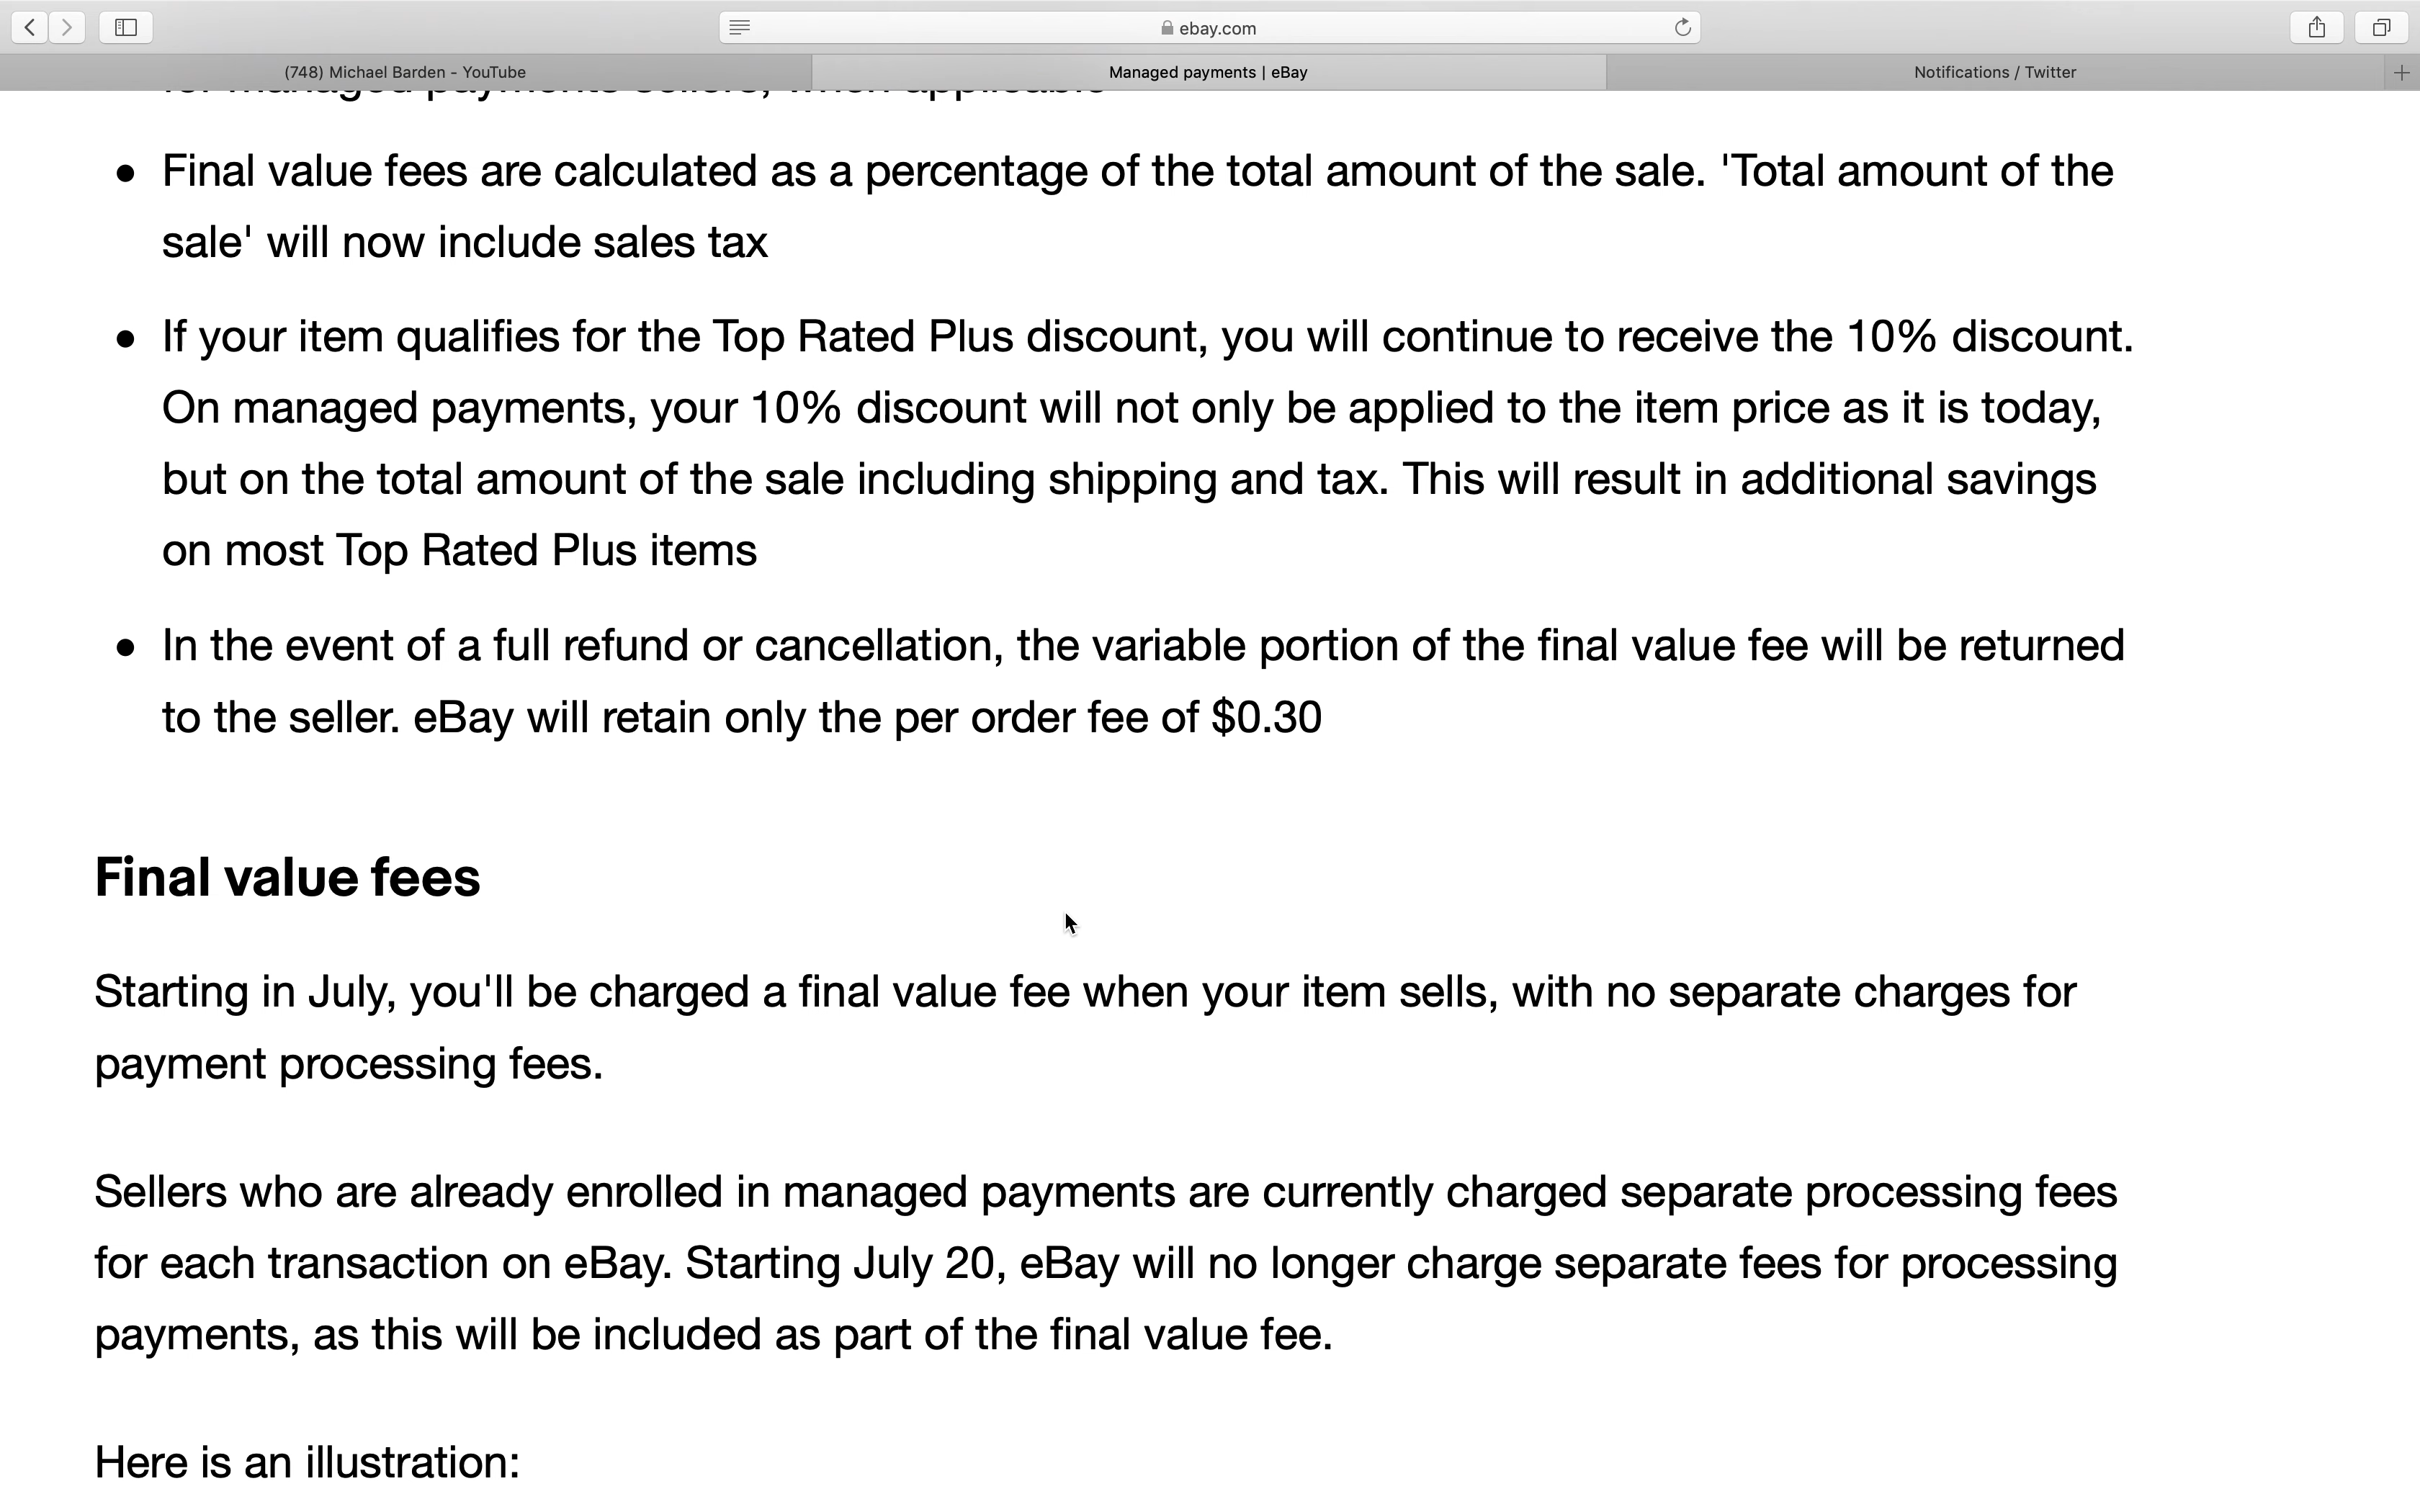 ebay.com
(748) Michael Barden - YouTube
Managed payments | eBay
Notifications / Twitter
for managed payments sellers, when applicable
• Final value fees are calculated as a percentage of the total amount of the sale. 'Total amount of the
sale' will now include sales tax
• If your item qualifies for the Top Rated Plus discount, you will continue to receive the 10% discount.
On managed payments, your 10% discount will not only be applied to the item price as it is today,
but on the total amount of the sale including shipping and tax. This will result in additional savings
on most Top Rated Plus items
• In the event of a full refund or cancellation, the variable portion of the final value fee will be returned
to the seller. eBay will retain only the per order fee of $0.30
Final value fees
Starting in July, you'll be charged a final value fee when your item sells, with no separate charges for
payment processing fees.
Sellers who are already enrolled in managed payments are currently charged separate processing fees
for each transaction on eBay. Starting July 20, eBay will no longer charge separate fees for processing
payments, as this will be included as part of the final value fee.
Here is an illustration: